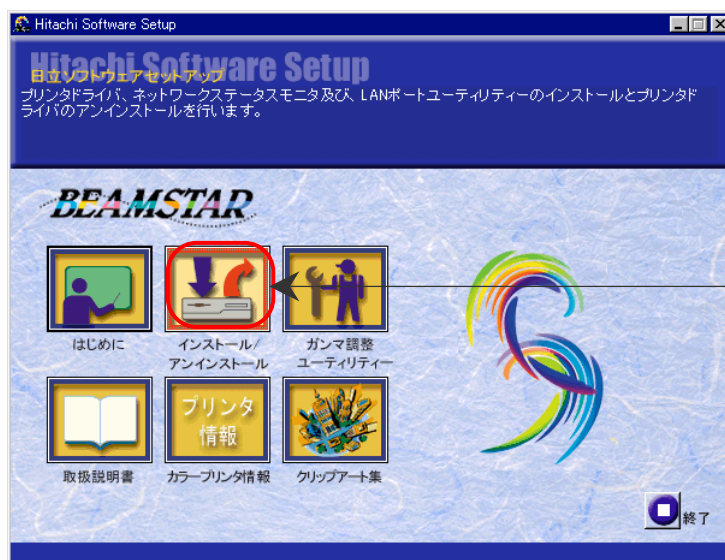 Hitachi Software Setup
Hitachi Software Setup
日立ソフトウェアセットアップ
プリンタドライバ、ネットワークステータスモニタ及び、LANポートユーティリティーのインストールとプリンタド
ライバのアンインストールを行います。
BEAMSTAR
はじめに
インストール/
アンインストール
ガンマ調整
ユーティリティー
プリンタ
情報
取扱説明書
カラープリンタ情報
クリップアート集
終了